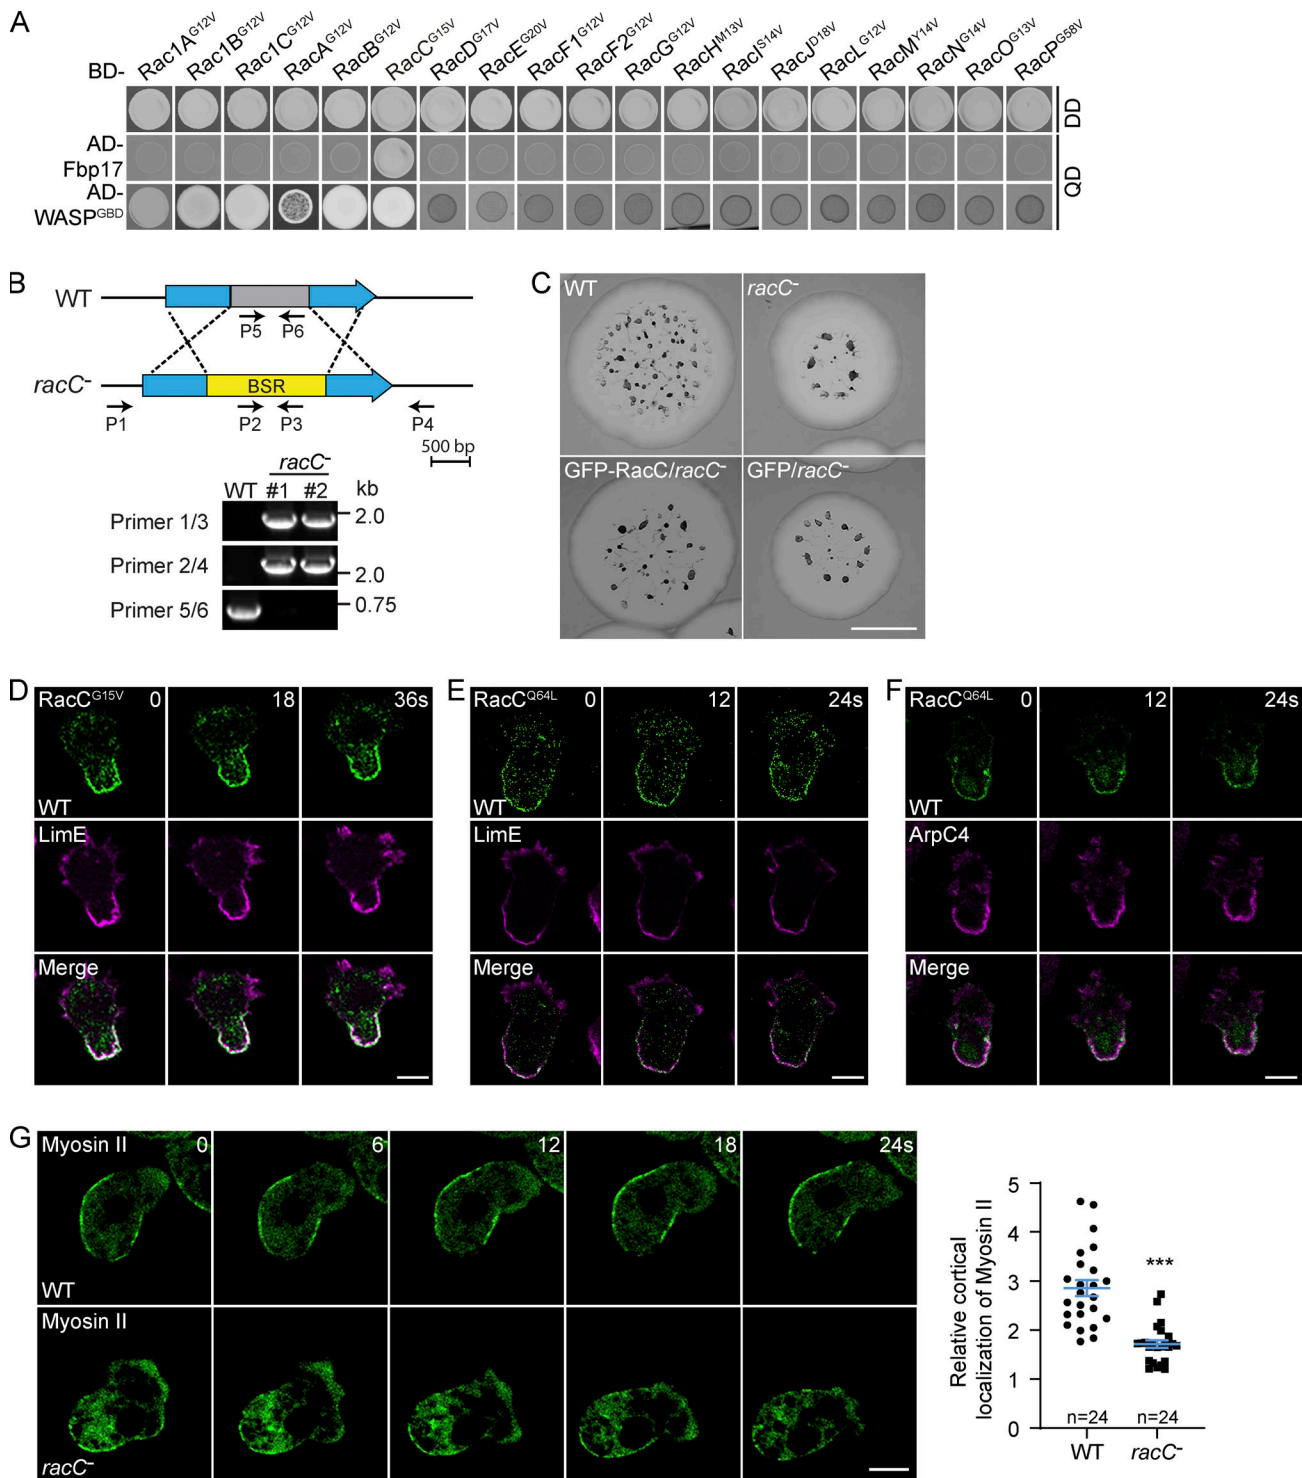 A
BD-
Rac1A^G12V
Rac1B^G12V
Rac1C^G12V
RacA^G12V
RacB^G12V
RacC^G15V
RacD^G17V
RacE^G20V
RacF1^G12V
RacF2^G12V
RacG^G12V
RacH^M13V
RacI^S14V
RacJ^D18V
RacL^G12V
RacM^Y14V
RacN^G14V
RacO^G13V
RacP^G58V
DD
AD-
Fbp17
QD
AD-
WASP^GBD
B
WT
P5 P6
racC-
BSR
P1 P2 P3 P4
500 bp
racC-
WT #1 #2 kb
Primer 1/3 2.0
Primer 2/4 2.0
Primer 5/6 0.75
C
WT racC-
GFP-RacC/racC- GFP/racC-
D
RacC^G15V 0 18 36s
WT
LimE
Merge
E
RacC^Q64L 0 12 24s
WT
LimE
Merge
F
RacC^Q64L 0 12 24s
WT
ArpC4
Merge
G
Myosin II 0 6 12 18 24s
WT
Myosin II
racC-
Relative cortical
localization of Myosin II
5
4
3
2
1
0
***
n=24 n=24
WT racC-